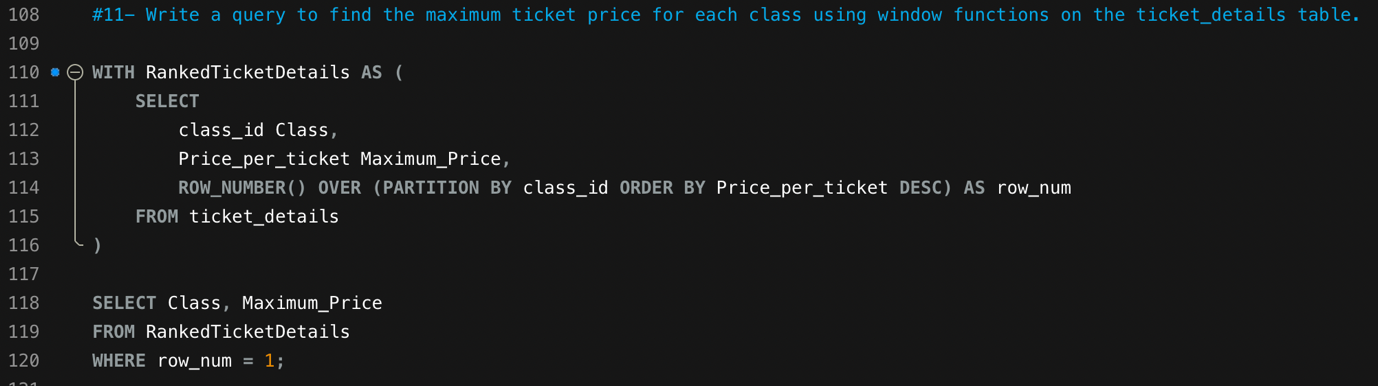 108 #11– Write a query to find the maximum ticket price for each class using window functions on the ticket_details table.
109
110 WITH RankedTicketDetails AS (
111 SELECT
112 class_id Class,
113 Price_per_ticket Maximum_Price,
114 ROW_NUMBER() OVER (PARTITION BY class_id ORDER BY Price_per_ticket DESC) AS row_num
115 FROM ticket_details
116 )
117
118 SELECT Class, Maximum_Price
119 FROM RankedTicketDetails
120 WHERE row_num = 1;